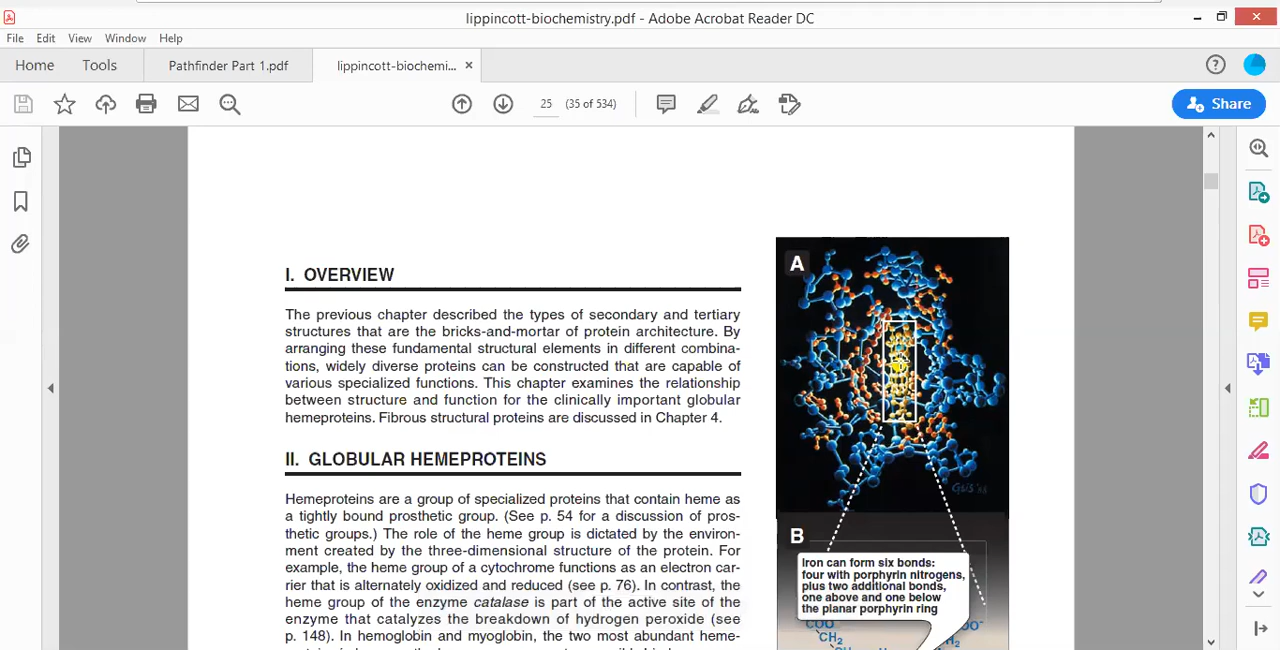 lippincott-biochemistry.pdf - Adobe Acrobat Reader DC
File Edit View Window Help
Home Tools Pathfinder Part 1.pdf lippincott-biochemi... ×
25 (35 of 534) Share
I. OVERVIEW
The previous chapter described the types of secondary and tertiary
structures that are the bricks-and-mortar of protein architecture. By
arranging these fundamental structural elements in different combina-
tions, widely diverse proteins can be constructed that are capable of
various specialized functions. This chapter examines the relationship
between structure and function for the clinically important globular
hemeproteins. Fibrous structural proteins are discussed in Chapter 4.
II. GLOBULAR HEMEPROTEINS
Hemeproteins are a group of specialized proteins that contain heme as
a tightly bound prosthetic group. (See p. 54 for a discussion of pros-
thetic groups.) The role of the heme group is dictated by the environ-
ment created by the three-dimensional structure of the protein. For
example, the heme group of a cytochrome functions as an electron car-
rier that is alternately oxidized and reduced (see p. 76). In contrast, the
heme group of the enzyme catalase is part of the active site of the
enzyme that catalyzes the breakdown of hydrogen peroxide (see
p. 148). In hemoglobin and myoglobin, the two most abundant heme-
A
B
Iron can form six bonds:
four with porphyrin nitrogens,
plus two additional bonds,
one above and one below
the planar porphyrin ring
CH₂